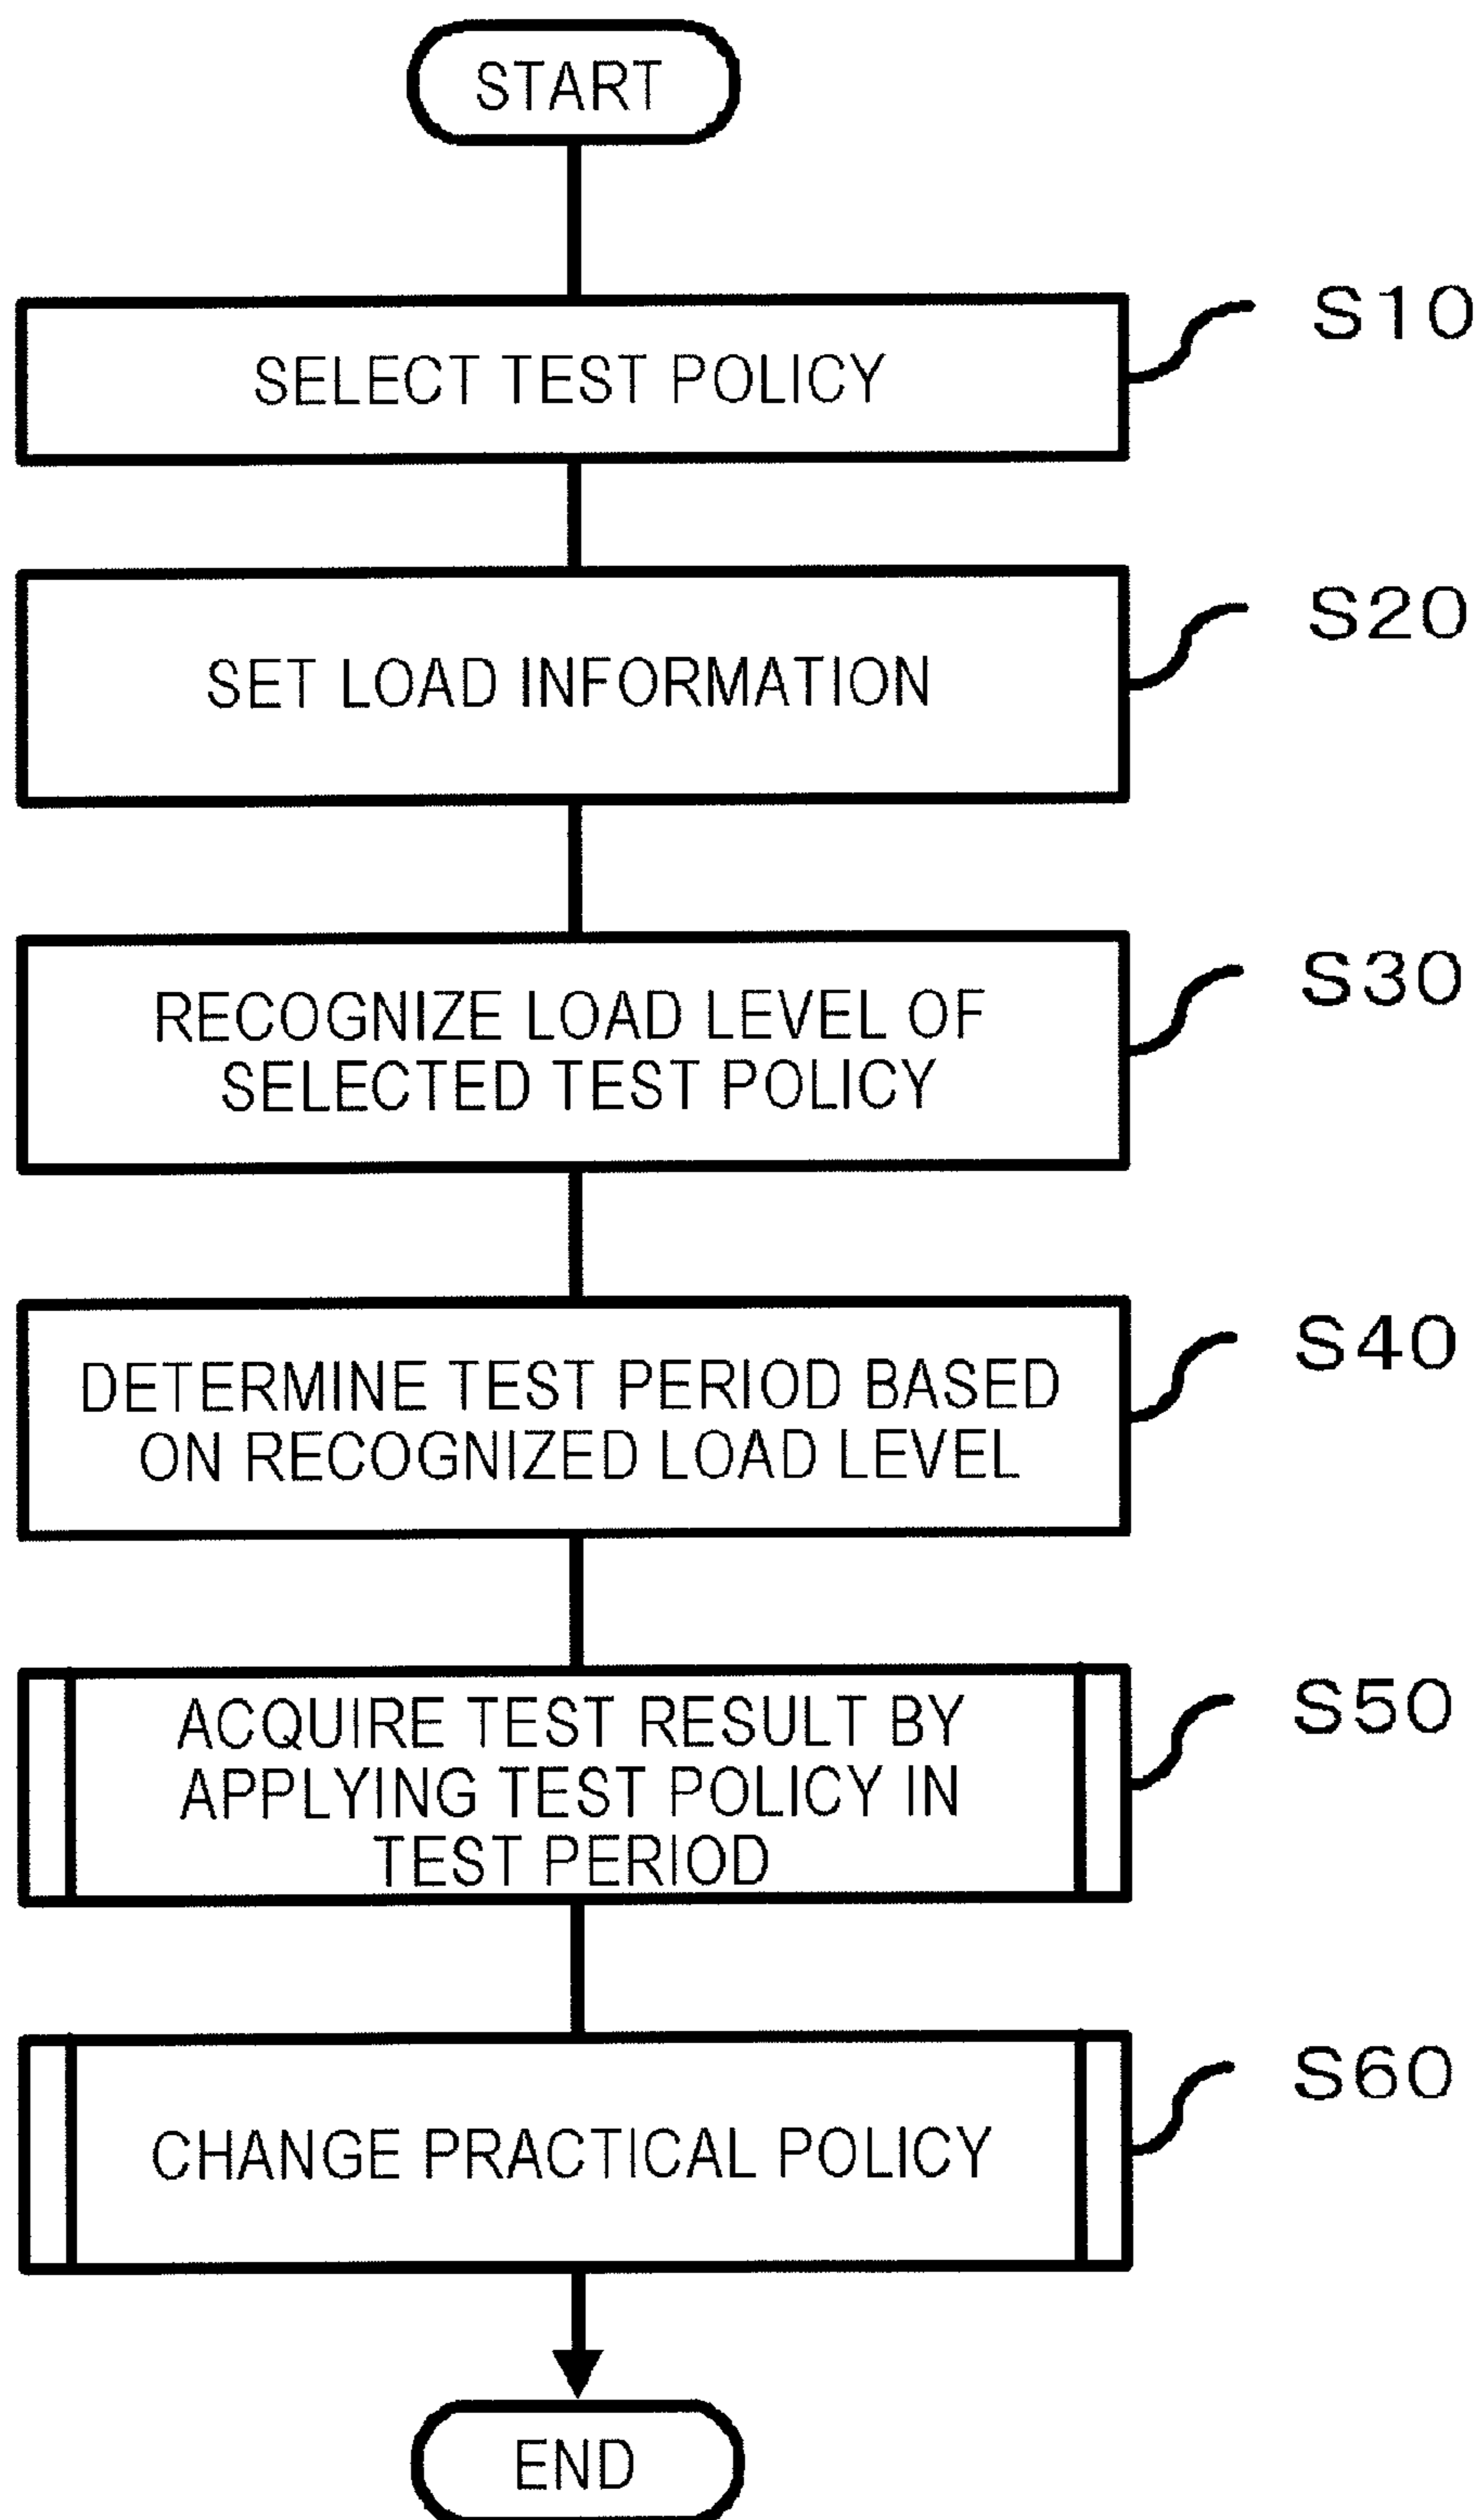 START
SELECT TEST POLICY
S10
SET LOAD INFORMATION
S20
RECOGNIZE LOAD LEVEL OF
SELECTED TEST POLICY
S30
DETERMINE TEST PERIOD BASED
ON RECOGNIZED LOAD LEVEL
S40
ACQUIRE TEST RESULT BY
APPLYING TEST POLICY IN
TEST PERIOD
S50
CHANGE PRACTICAL POLICY
S60
END